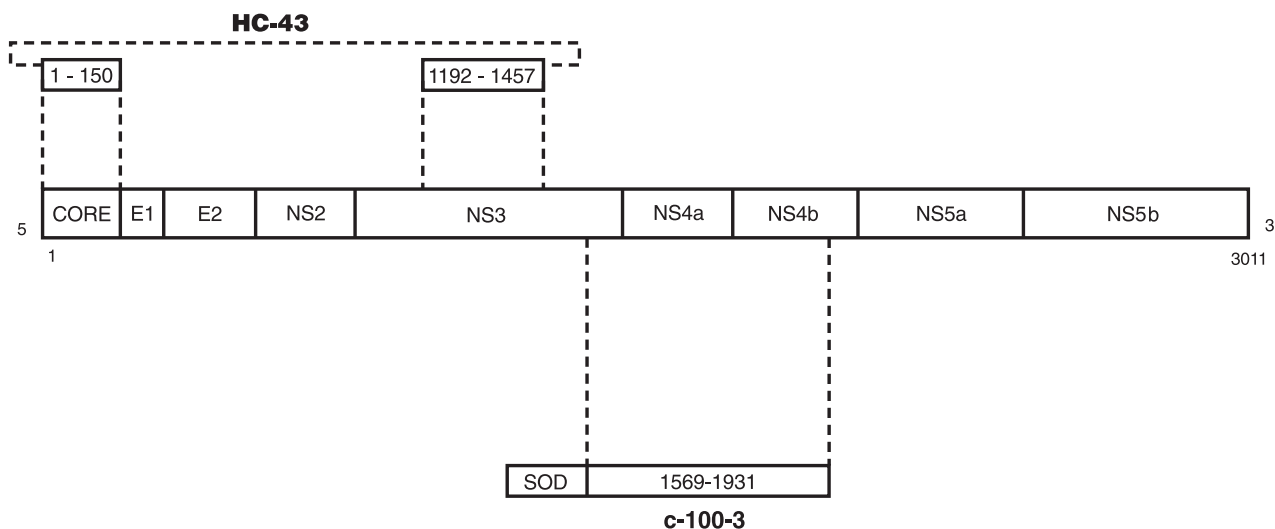 HC-43
1 - 150
1192 - 1457
CORE E1 E2 NS2 NS3 NS4a NS4b NS5a NS5b
5 3
1 3011
SOD 1569-1931
c-100-3